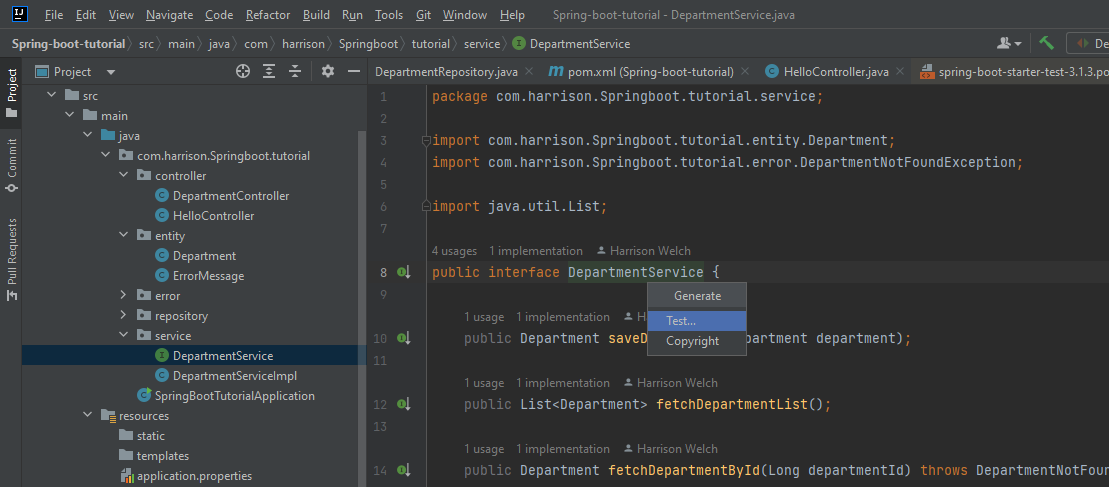 IJ File Edit View Navigate Code Refactor Build Run Tools Git Window Help Spring-boot-tutorial - DepartmentService.java
Spring-boot-tutorial src main java com harrison Springboot tutorial service DepartmentService De
Project
Commit
Pull Requests
Project
src
main
java
com.harrison.Springboot.tutorial
controller
DepartmentController
HelloController
entity
Department
ErrorMessage
error
repository
service
DepartmentService
DepartmentServiceImpl
SpringBootTutorialApplication
resources
static
templates
application.properties
DepartmentRepository.java pom.xml (Spring-boot-tutorial) HelloController.java spring-boot-starter-test-3.1.3.po
1 package com.harrison.Springboot.tutorial.service;
2
3 import com.harrison.Springboot.tutorial.entity.Department;
4 import com.harrison.Springboot.tutorial.error.DepartmentNotFoundException;
5
6 import java.util.List;
7
4 usages 1 implementation Harrison Welch
8 public interface DepartmentService {
9
Generate
Test...
Copyright
1 usage 1 implementation H
10 public Department saveD partment department);
11
1 usage 1 implementation Harrison Welch
12 public List<Department> fetchDepartmentList();
13
1 usage 1 implementation Harrison Welch
14 public Department fetchDepartmentById(Long departmentId) throws DepartmentNotFou